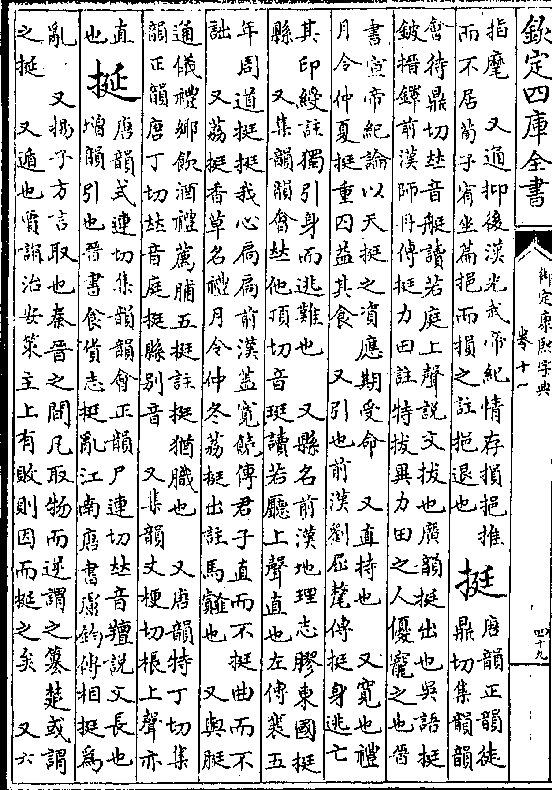 欽定四庫全書
御定康熙字典
卷十一
四十九
指麾　又通抑後漢光武帝紀情存損挹推
而不居荀子宥坐篇挹而損之註挹退也
挺
唐韻正韻徒
鼎切集韻韻
會待鼎切𠀤音艇讀若庭上聲說文拔也廣韻挺出也吳語挺
鈹搢鐸前漢師丹傳挺力田註特拔異力田之人優寵之也晉
書宣帝紀論以天挺之資應期受命　又直持也　又寬也禮
月令仲夏挺重囚益其食　又引也前漢劉屈氂傳挺身逃亡
其印綬註獨引身而逃難也　又縣名前漢地理志膠東國挺
縣　又集韻韻會𠀤他頂切音珽讀若廳上聲直也左傳襄五
年周道挺挺我心扃扃前漢蓋寬饒傳君子直而不挺曲而不
詘　又荔挺香草名禮月令仲冬荔挺出註馬䪥也　又與脡
通儀禮鄉飲酒禮薦脯五挺註挺猶膱也　又唐韻特丁切集
韻正韻唐丁切𠀤音庭挺縣別音　又集韻丈梗切棖上聲亦
直
也
挻
唐韻式連切集韻韻會正韻尸連切𠀤音羶說文長也
增韻引也晉書食貨志挻亂江南唐書盧鈞傳相挻爲
亂　又揚子方言取也秦晉之間凡取物而逆謂之篡楚或謂
之挻　又遁也賈誼治安策主上有敗則因而挻之矣　又六